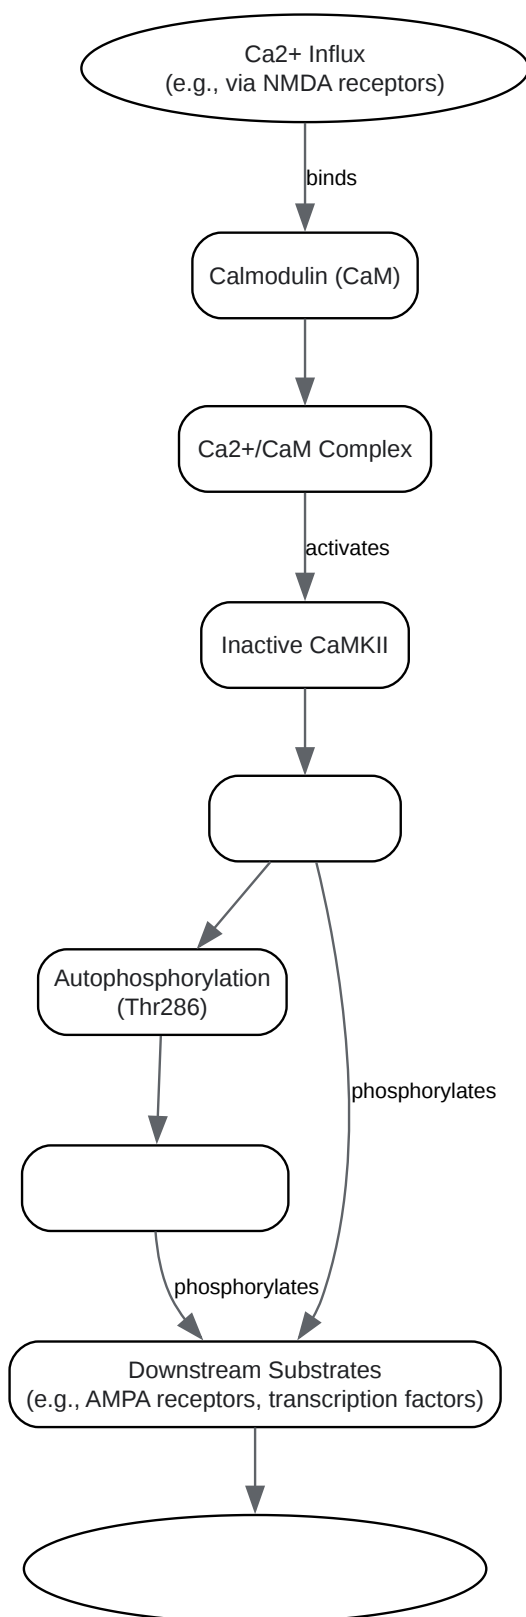 Ca2+ Influx
(e.g., via NMDA receptors)
binds
Calmodulin (CaM)
Ca2+/CaM Complex
activates
Inactive CaMKII
Autophosphorylation
(Thr286)
phosphorylates
phosphorylates
Downstream Substrates
(e.g., AMPA receptors, transcription factors)